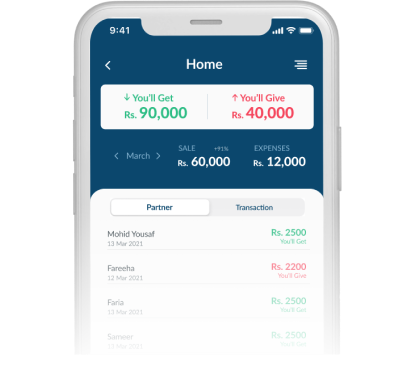 9:41
Home
↓ You'll Get
↑ You'll Give
Rs. 90,000
Rs. 40,000
March
SALE +91%
EXPENSES
Rs. 60,000
Rs. 12,000
Partner
Transaction
Mohid Yousaf
Rs. 2500
13 Mar 2021
You'll Get
Fareeha
Rs. 2200
12 Mar 2021
You'll Give
Faria
Rs. 2500
13 Mar 2021
You'll Get
Sameer
Rs. 2500